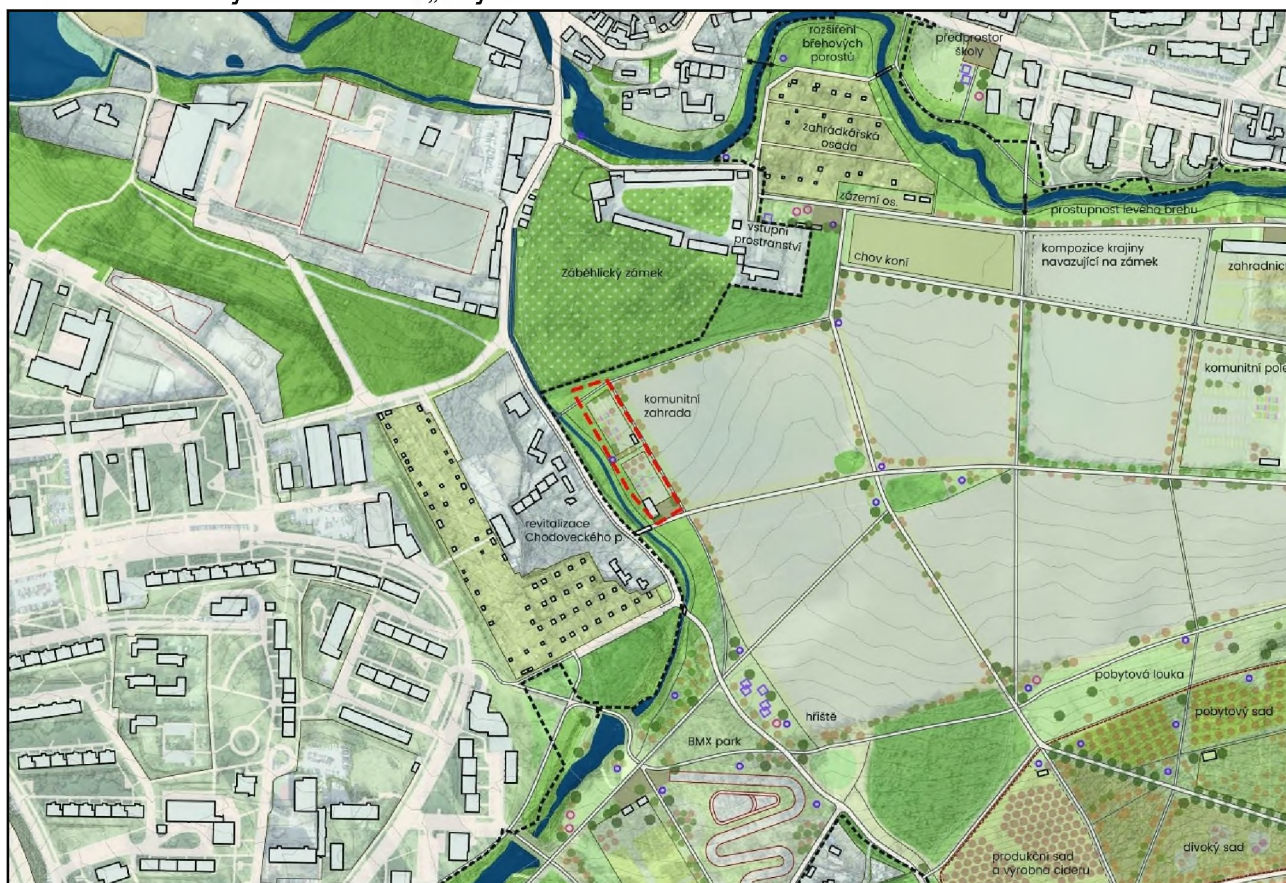 rozšíření
břehových
porostů
předprostor
školy
zahrádkářská
osada
zázemí os.
prostupnost levého břehu
vstupní
prostranství
chov koní
kompozice krajiny
navazující na zámek
zahradnic
Záběhlický zámek
komunitní pole
komunitní
zahrada
revitalizace
Chodoveckého p.
pobytová louka
pobytový sad
hřiště
BMX park
produkční sad
a výrobna cideru
divoký sad